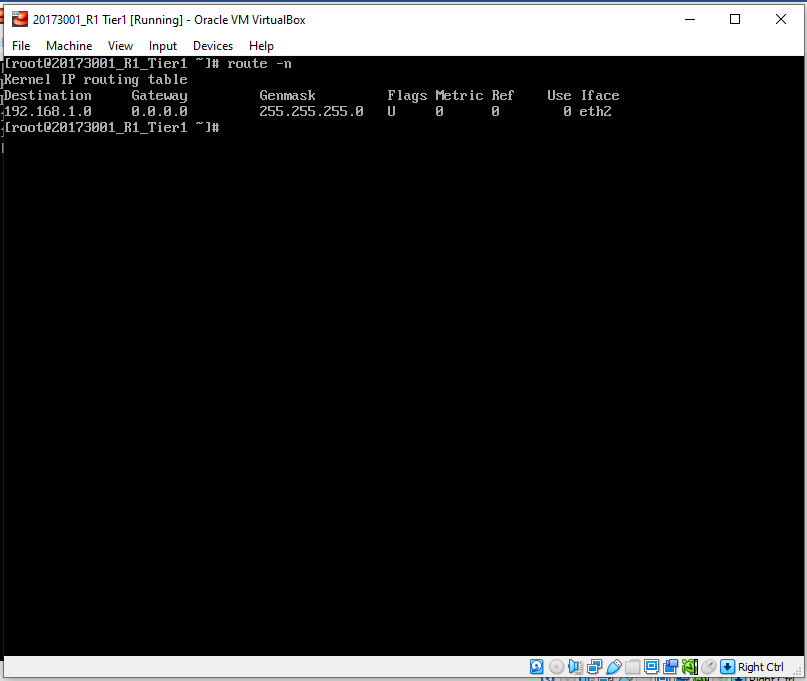 20173001_R1 Tier1 [Running] - Oracle VM VirtualBox
File Machine View Input Devices Help
[root@20173001_R1_Tier1 ~]# route -n
Kernel IP routing table
Destination Gateway Genmask Flags Metric Ref Use Iface
192.168.1.0 0.0.0.0 255.255.255.0 U 0 0 0 eth2
[root@20173001_R1_Tier1 ~]#
Right Ctrl